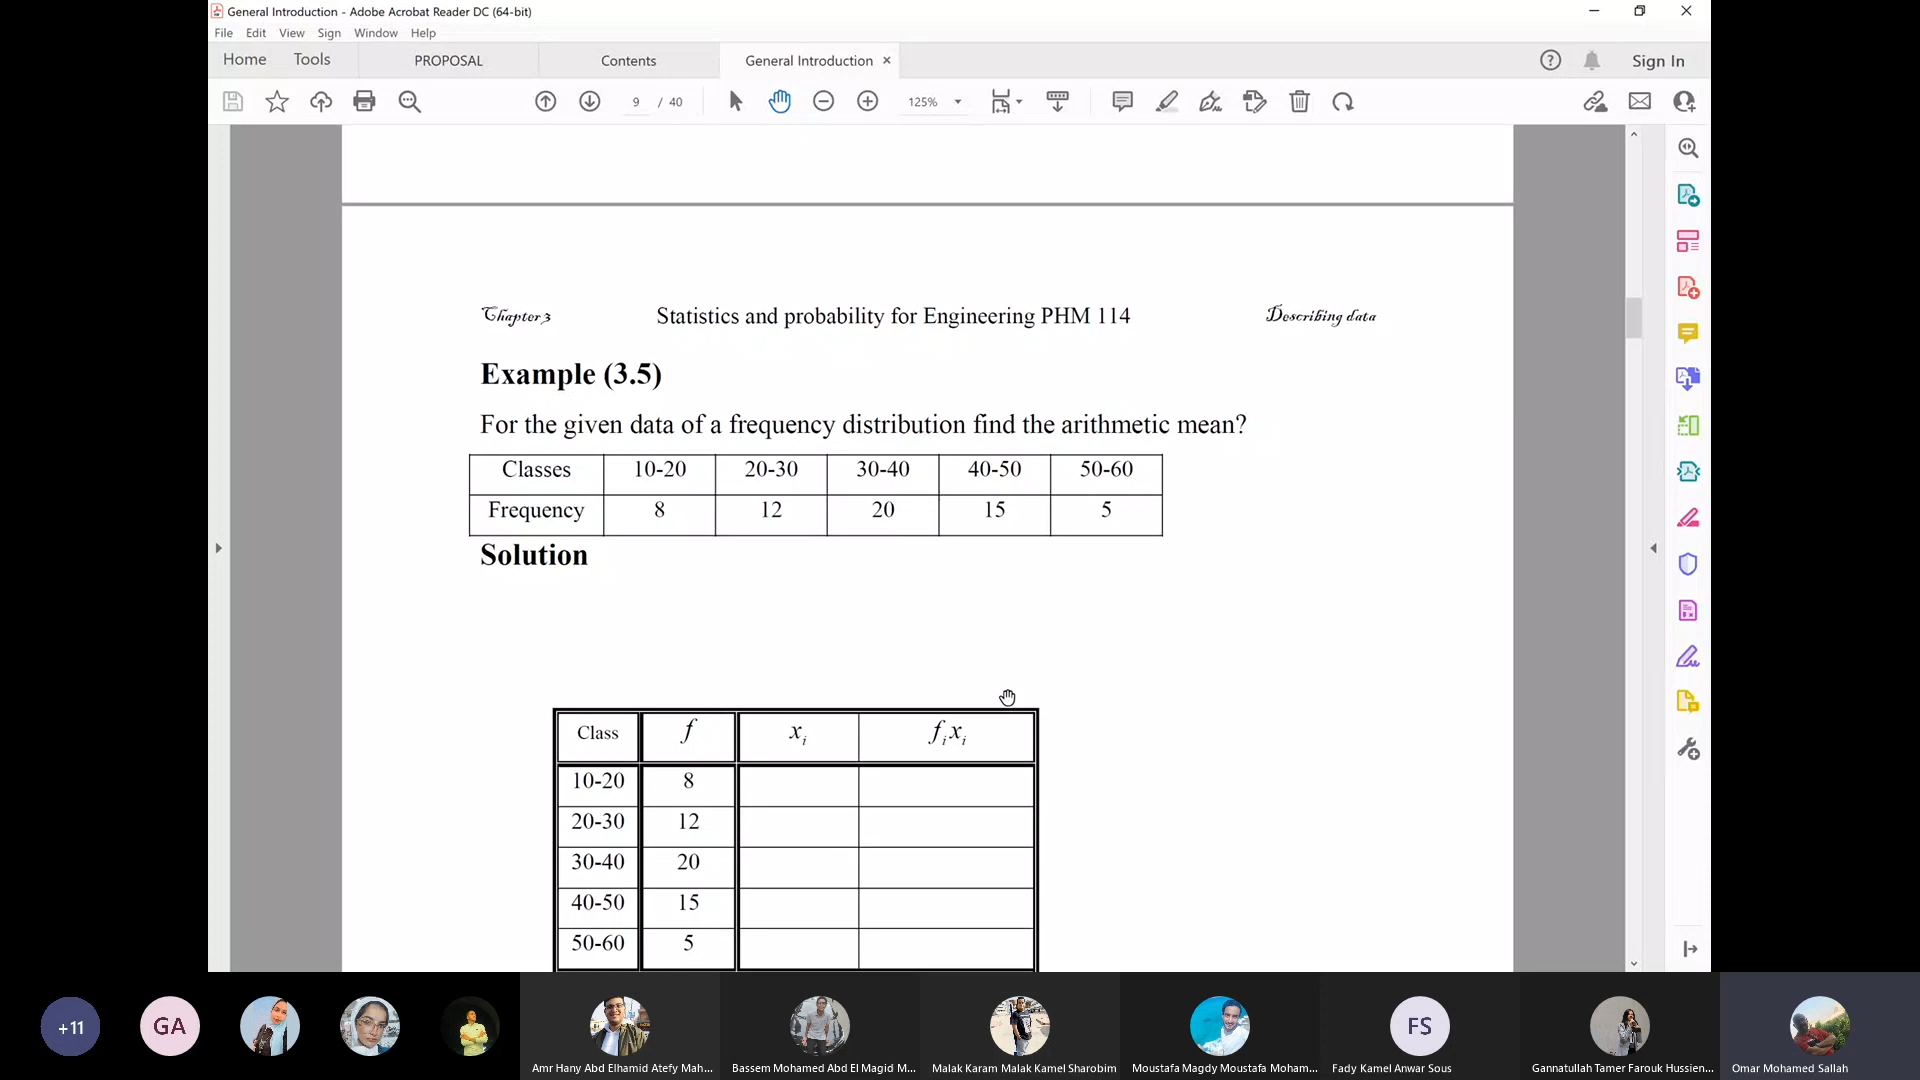 General Introduction - Adobe Acrobat Reader DC (64-bit)
File Edit View Sign Window Help
Home Tools PROPOSAL Contents General Introduction Sign In
9 / 40 125%
Chapter 3 Statistics and probability for Engineering PHM 114 Describing data
Example (3.5)
For the given data of a frequency distribution find the arithmetic mean?
Classes 10-20 20-30 30-40 40-50 50-60
Frequency 8 12 20 15 5
Solution
Class f xᵢ fᵢxᵢ
10-20 8
20-30 12
30-40 20
40-50 15
50-60 5
+11 GA FS
Amr Hany Abd Elhamid Atefy Mah... Bassem Mohamed Abd El Magid M... Malak Karam Malak Kamel Sharobim Moustafa Magdy Moustafa Moham... Fady Kamel Anwar Sous Gannatullah Tamer Farouk Hussien... Omar Mohamed Sallah